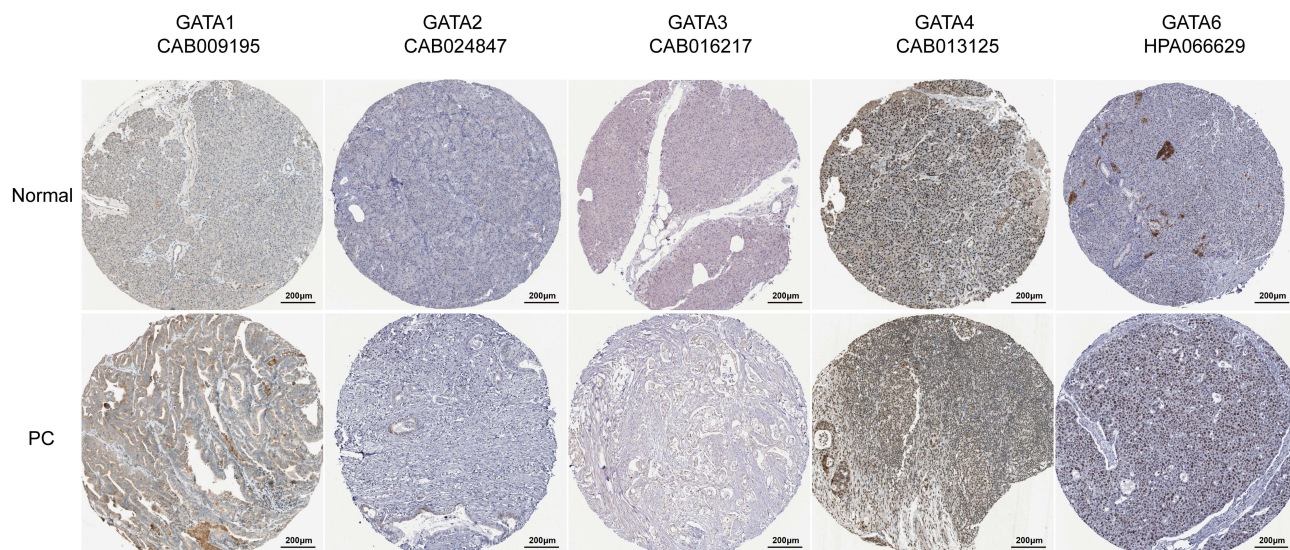 GATA1
CAB009195
GATA2
CAB024847
GATA3
CAB016217
GATA4
CAB013125
GATA6
HPA066629
Normal
200μm
200μm
200μm
200μm
200μm
PC
200μm
200μm
200μm
200μm
200μm